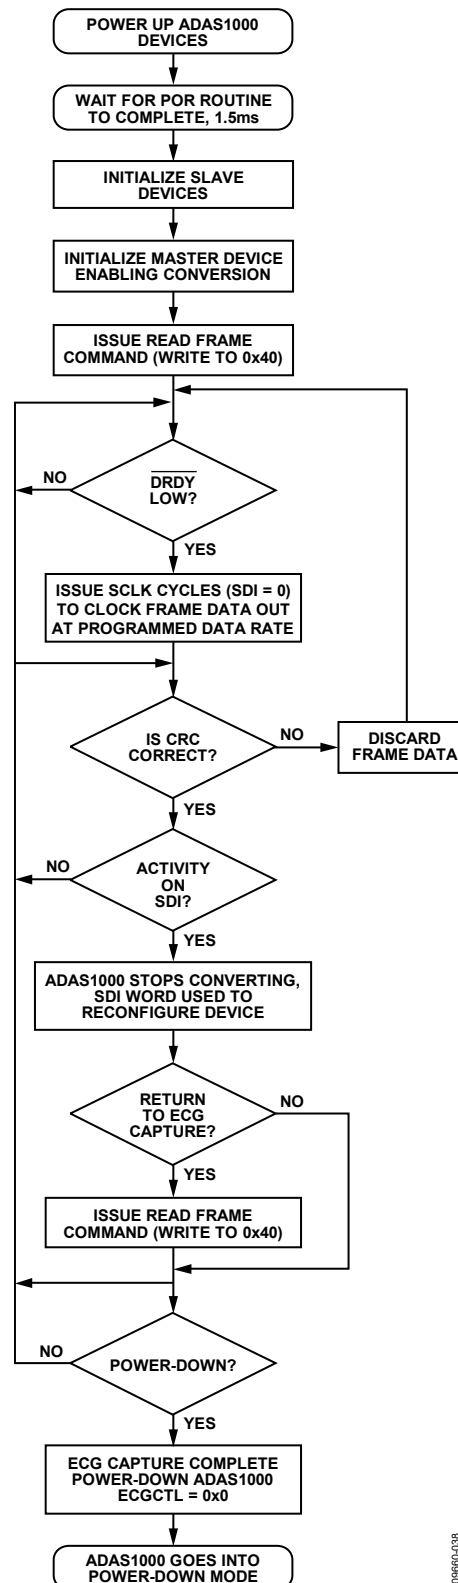 POWER UP ADAS1000
DEVICES
WAIT FOR POR ROUTINE
TO COMPLETE, 1.5ms
INITIALIZE SLAVE
DEVICES
INITIALIZE MASTER DEVICE
ENABLING CONVERSION
ISSUE READ FRAME
COMMAND (WRITE TO 0x40)
NO
DRDY
LOW?
YES
ISSUE SCLK CYCLES (SDI = 0)
TO CLOCK FRAME DATA OUT
AT PROGRAMMED DATA RATE
IS CRC
CORRECT?
NO
DISCARD
FRAME DATA
YES
NO
ACTIVITY
ON
SDI?
YES
ADAS1000 STOPS CONVERTING,
SDI WORD USED TO
RECONFIGURE DEVICE
RETURN
TO ECG
CAPTURE?
NO
YES
ISSUE READ FRAME
COMMAND (WRITE TO 0x40)
NO
POWER-DOWN?
YES
ECG CAPTURE COMPLETE
POWER-DOWN ADAS1000
ECGCTL = 0x0
ADAS1000 GOES INTO
POWER-DOWN MODE
09660-038